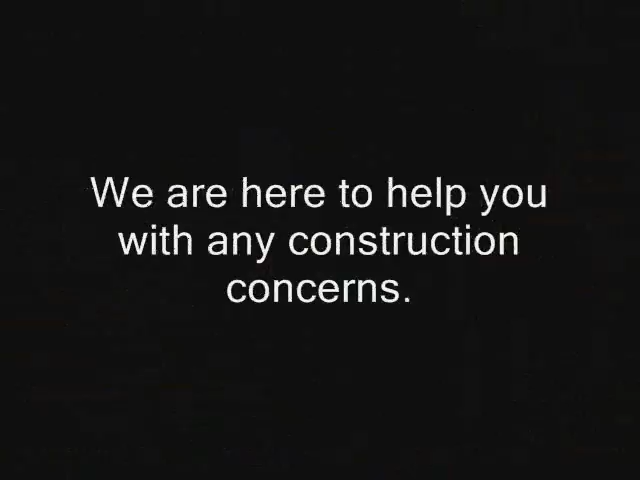 We are here to help you
with any construction
concerns.